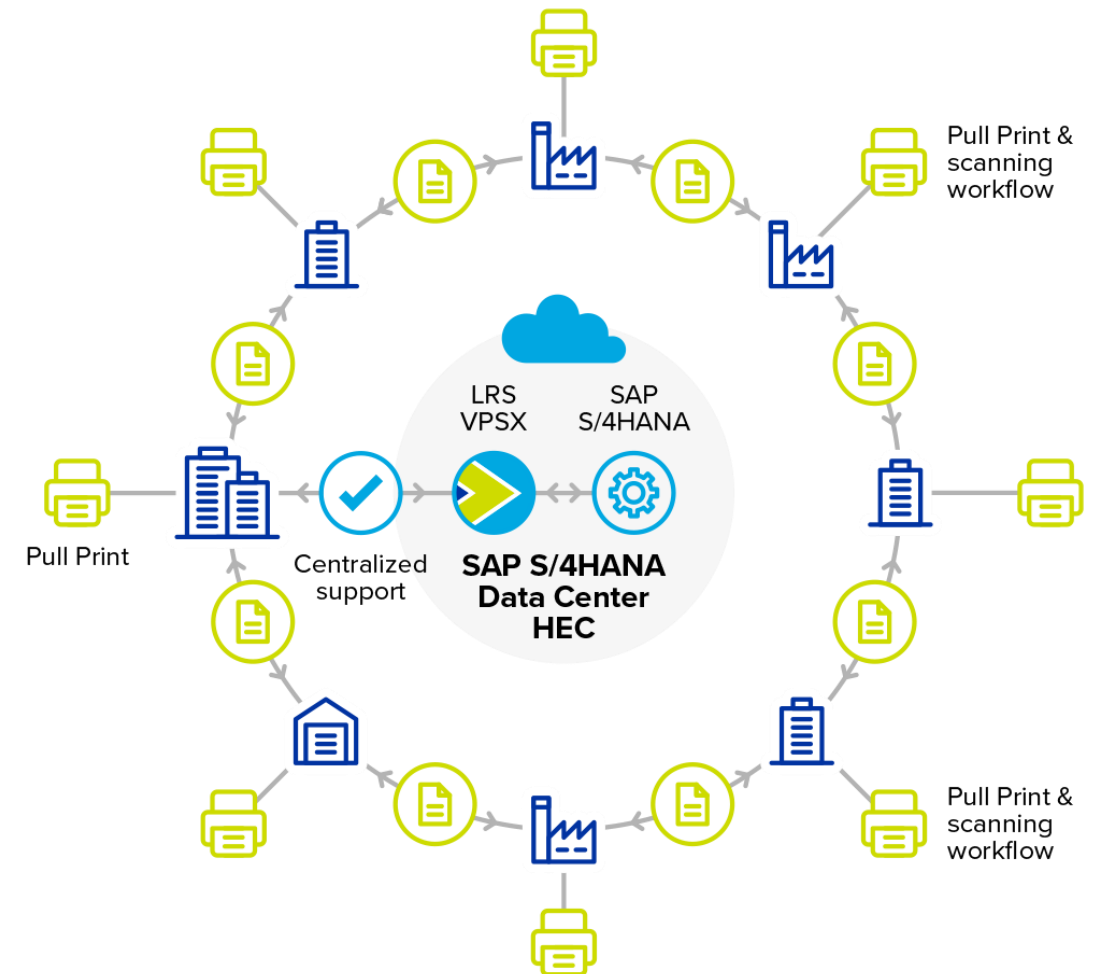 Pull Print &
scanning
workflow
LRS
VPSX
SAP
S/4HANA
Pull Print
Centralized
support
SAP S/4HANA
Data Center
HEC
Pull Print &
scanning
workflow